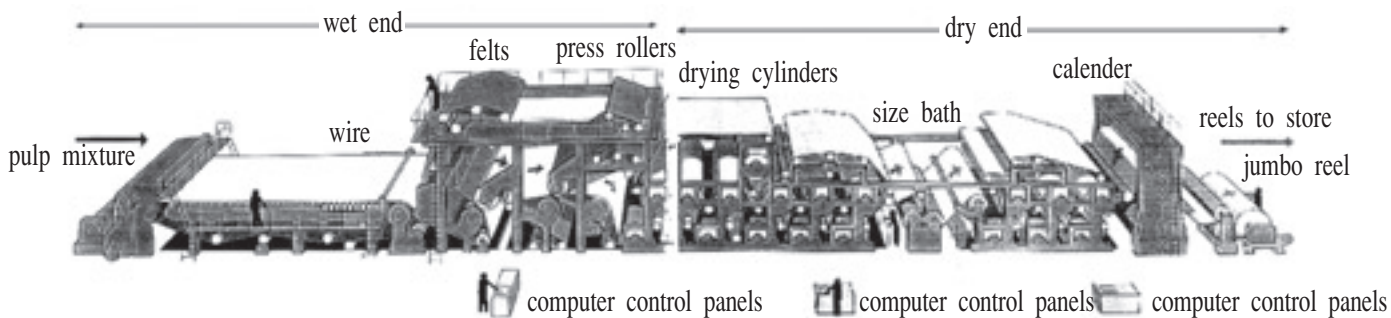 wet end
dry end
felts
press rollers
drying cylinders
calender
size bath
wire
reels to store
pulp mixture
jumbo reel
computer control panels
computer control panels
computer control panels